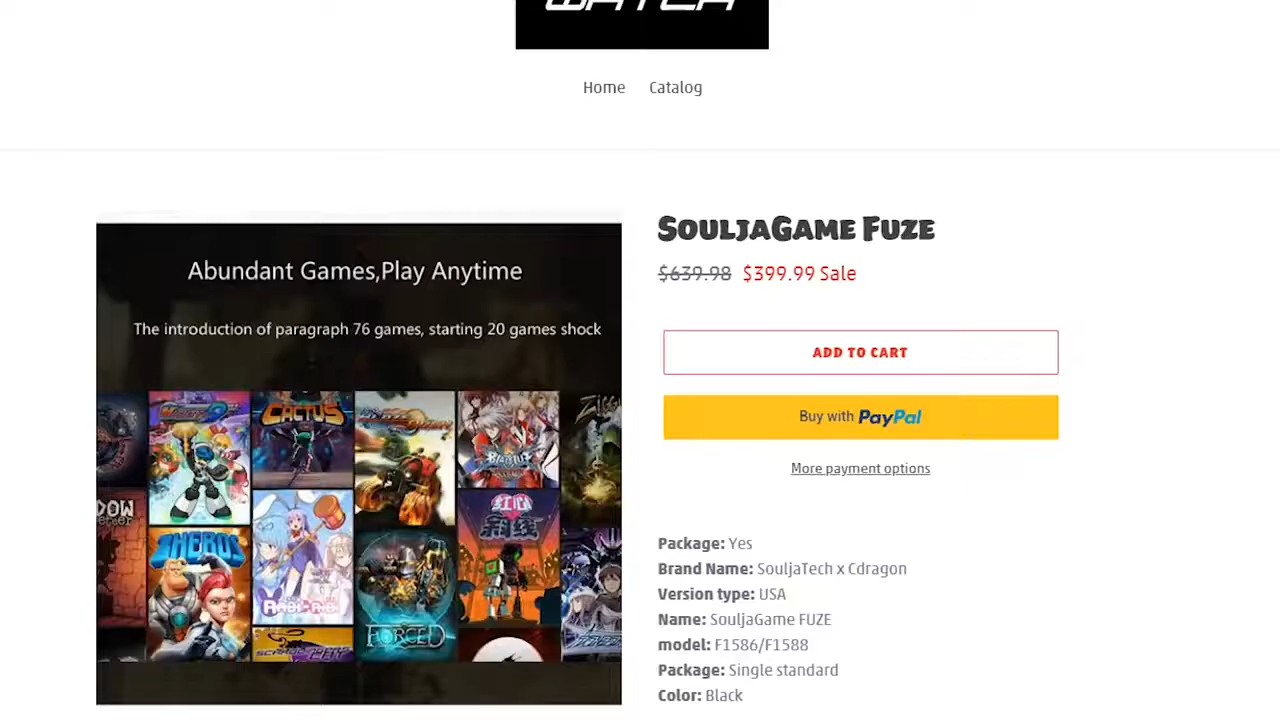 WATCH
Home Catalog
SouljaGame Fuze
$639.98 $399.99 Sale
Abundant Games,Play Anytime
The introduction of paragraph 76 games, starting 20 games shock
ADD TO CART
Buy with PayPal
More payment options
CACTUS
FORCED
Package: Yes
Brand Name: SouljaTech x Cdragon
Version type: USA
Name: SouljaGame FUZE
model: F1586/F1588
Package: Single standard
Color: Black